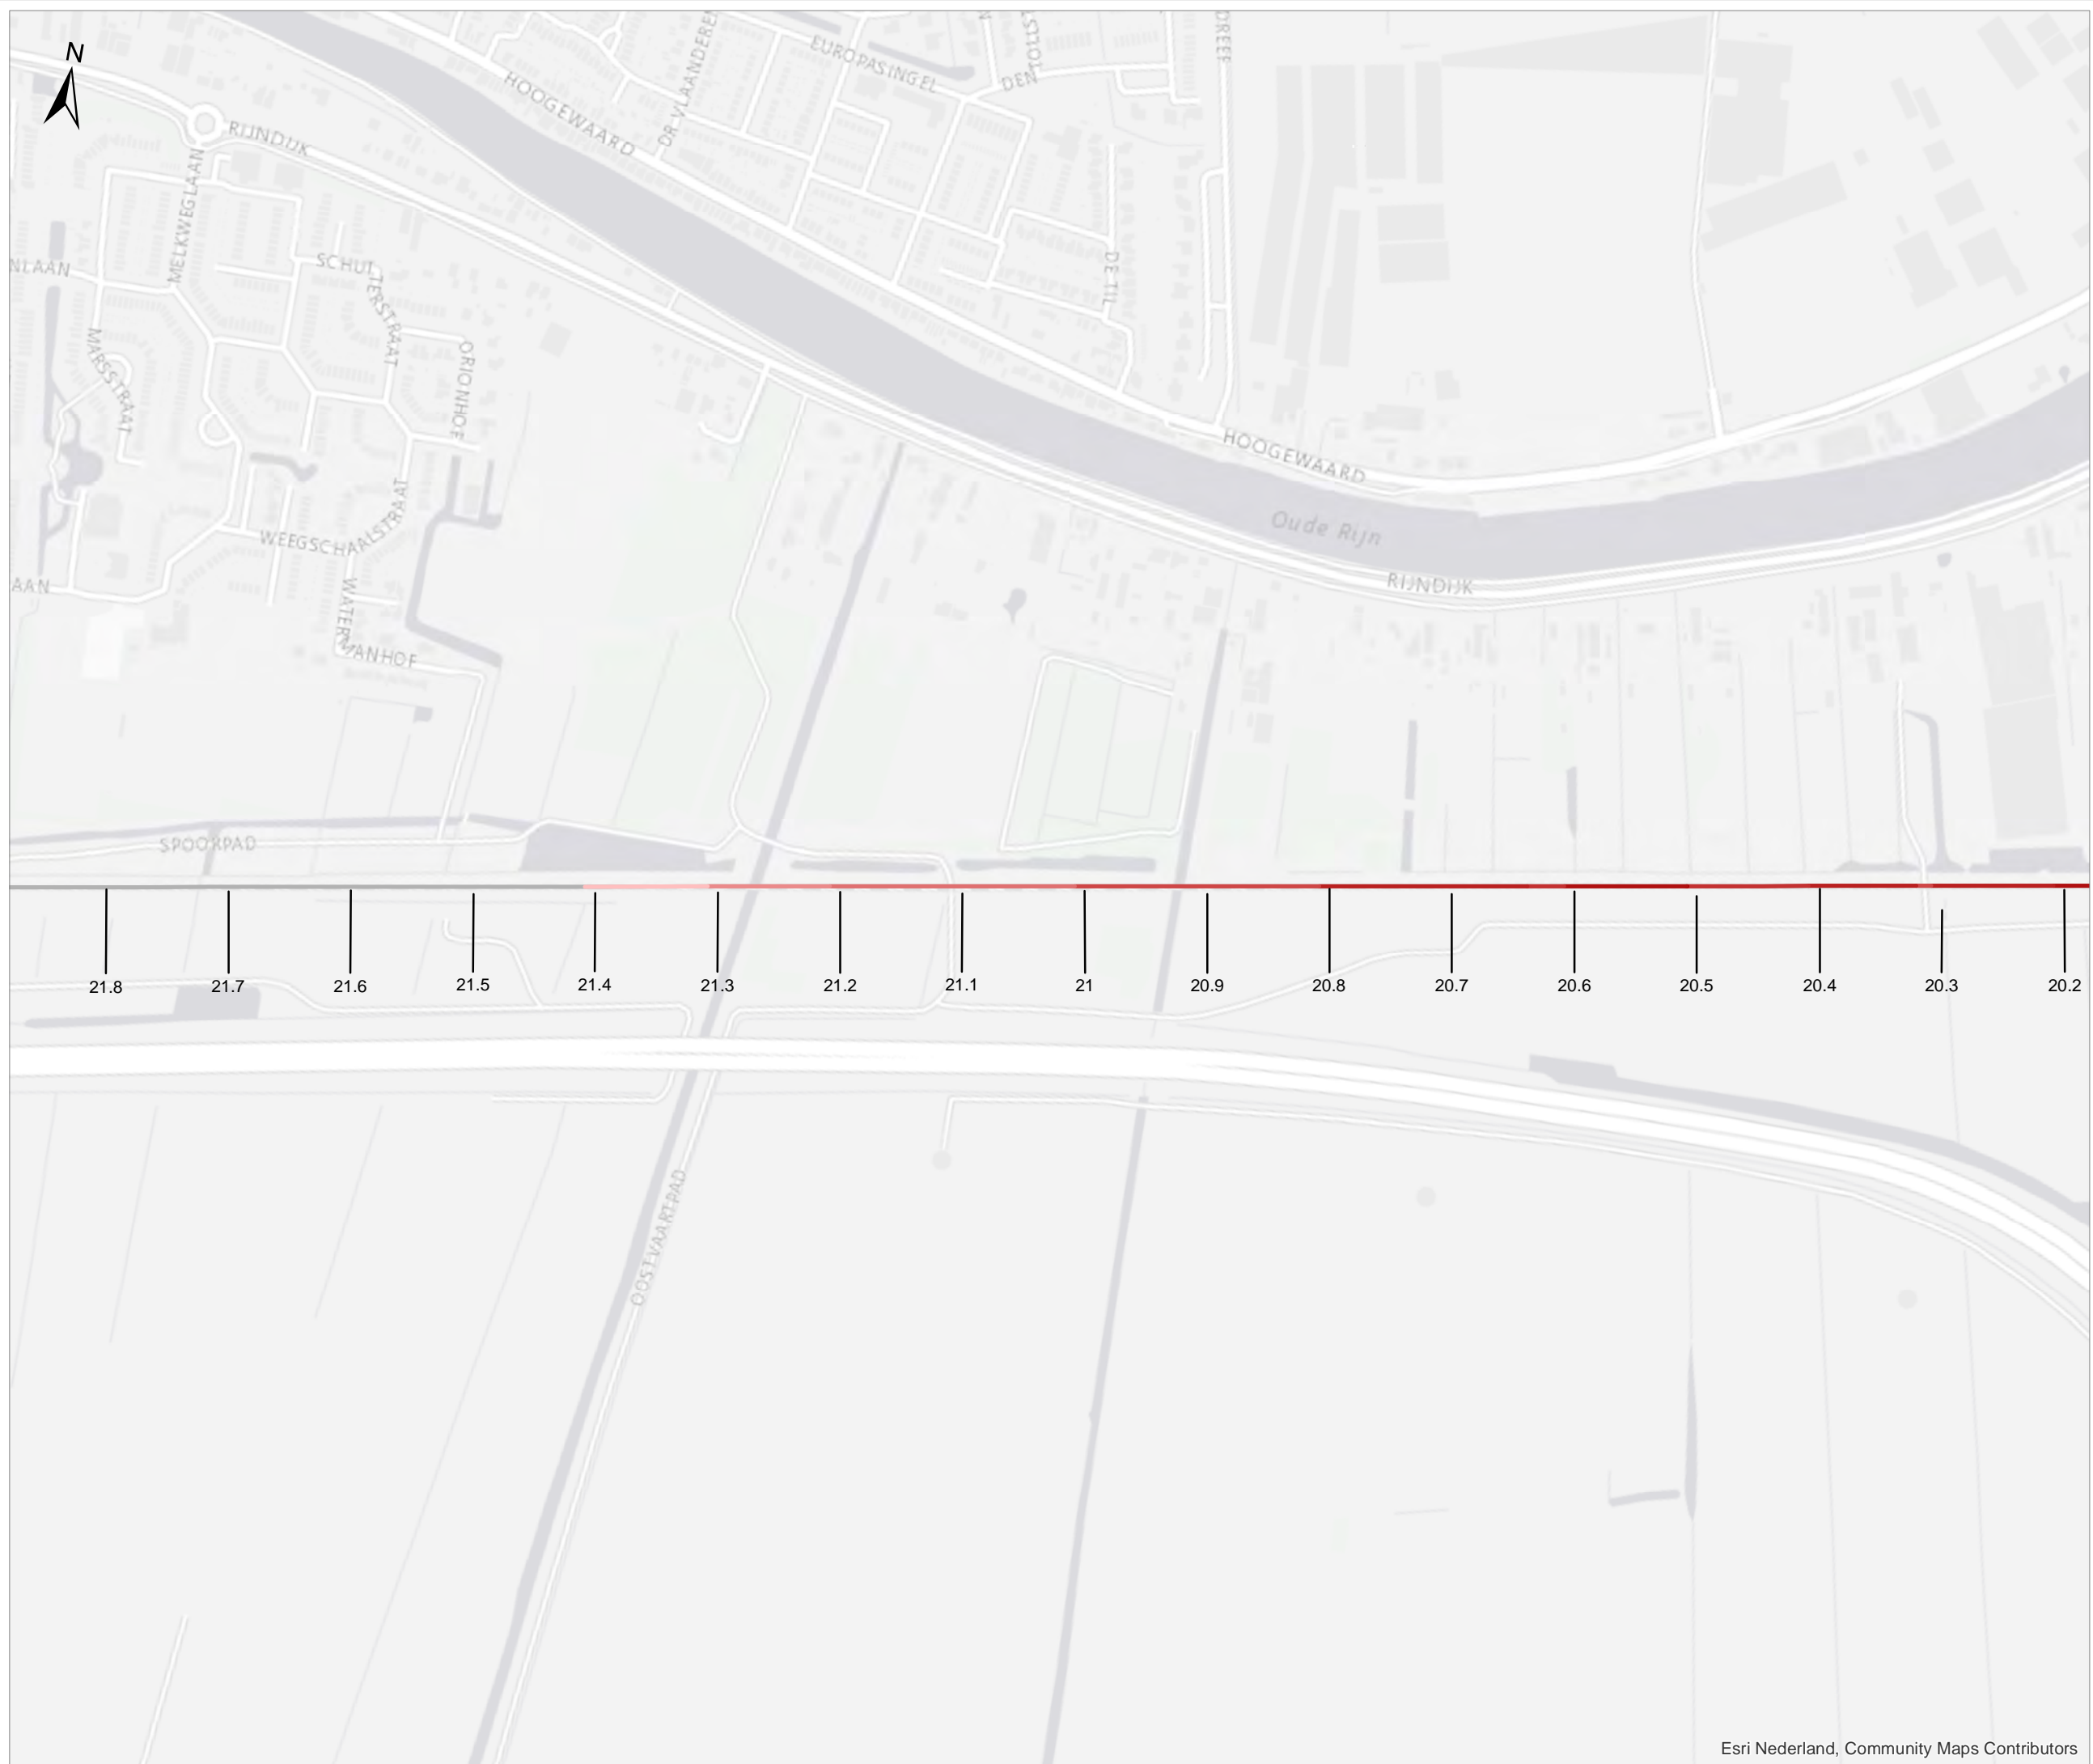 N
EUROPASINGEL
DEN
DREEF
DR VLAANDEREN
HOOGEWAARD
RIJNDIJK
MELKWEGLAAN
NLAAN
SCHUTTERSTRAAT
DE TIL
MARSSTRAAT
ORIONHOF
HOOGEWAARD
Oude Rijn
WEEGSCHAALSTRAAT
RIJNDIJK
AAN
WATERMANHOF
SPOORPAD
21.8 21.7 21.6 21.5 21.4 21.3 21.2 21.1 21 20.9 20.8 20.7 20.6 20.5 20.4 20.3 20.2
OOSTVAARTPAD
Esri Nederland, Community Maps Contributors